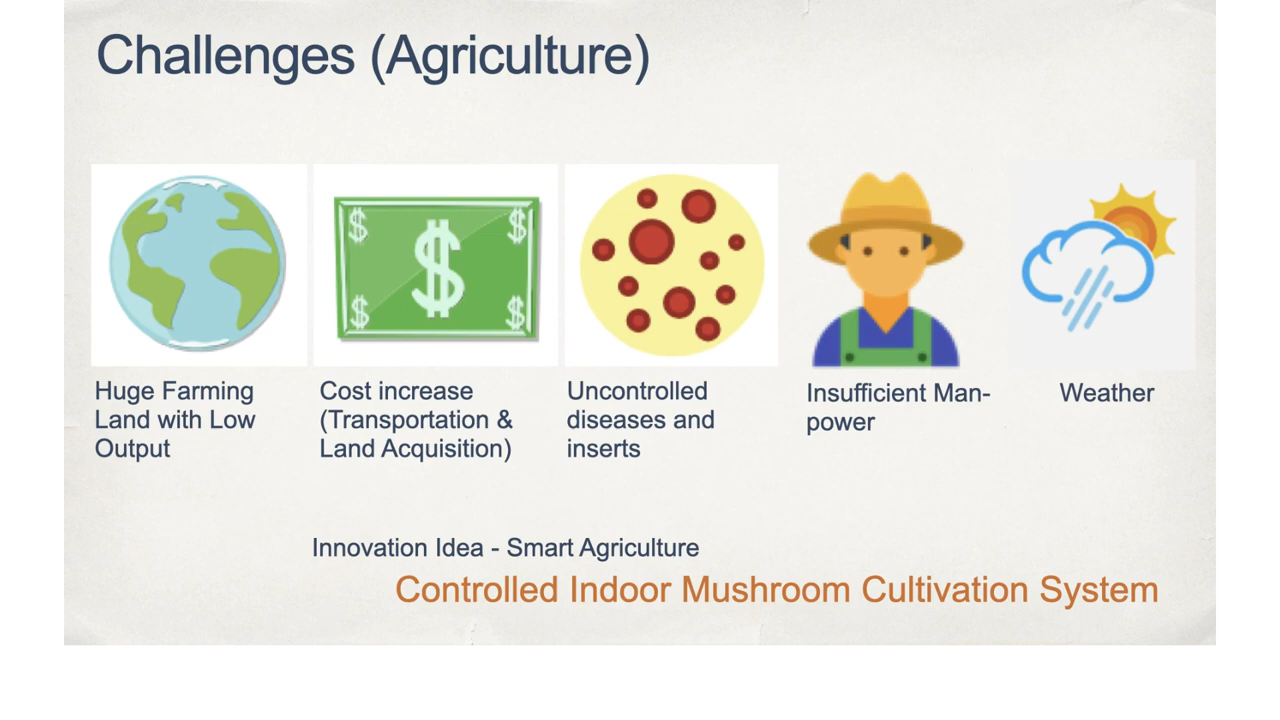 Challenges (Agriculture)
$ $
$
$ $
Huge Farming
Land with Low
Output
Cost increase
(Transportation &
Land Acquisition)
Uncontrolled
diseases and
inserts
Insufficient Man-
power
Weather
Innovation Idea - Smart Agriculture
Controlled Indoor Mushroom Cultivation System